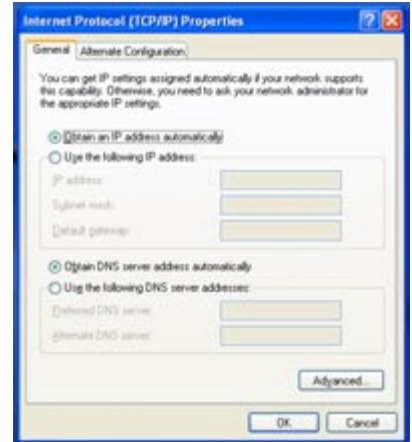 Internet Protocol (TCP/IP) Properties
General
Alternate Configuration
You can get IP settings assigned automatically if your network supports
this capability. Otherwise, you need to ask your network administrator for
the appropriate IP settings.
Obtain an IP address automatically
Use the following IP address:
IP address:
Subnet mask:
Default gateway:
Obtain DNS server address automatically
Use the following DNS server addresses:
Preferred DNS server:
Alternate DNS server:
Advanced...
OK
Cancel